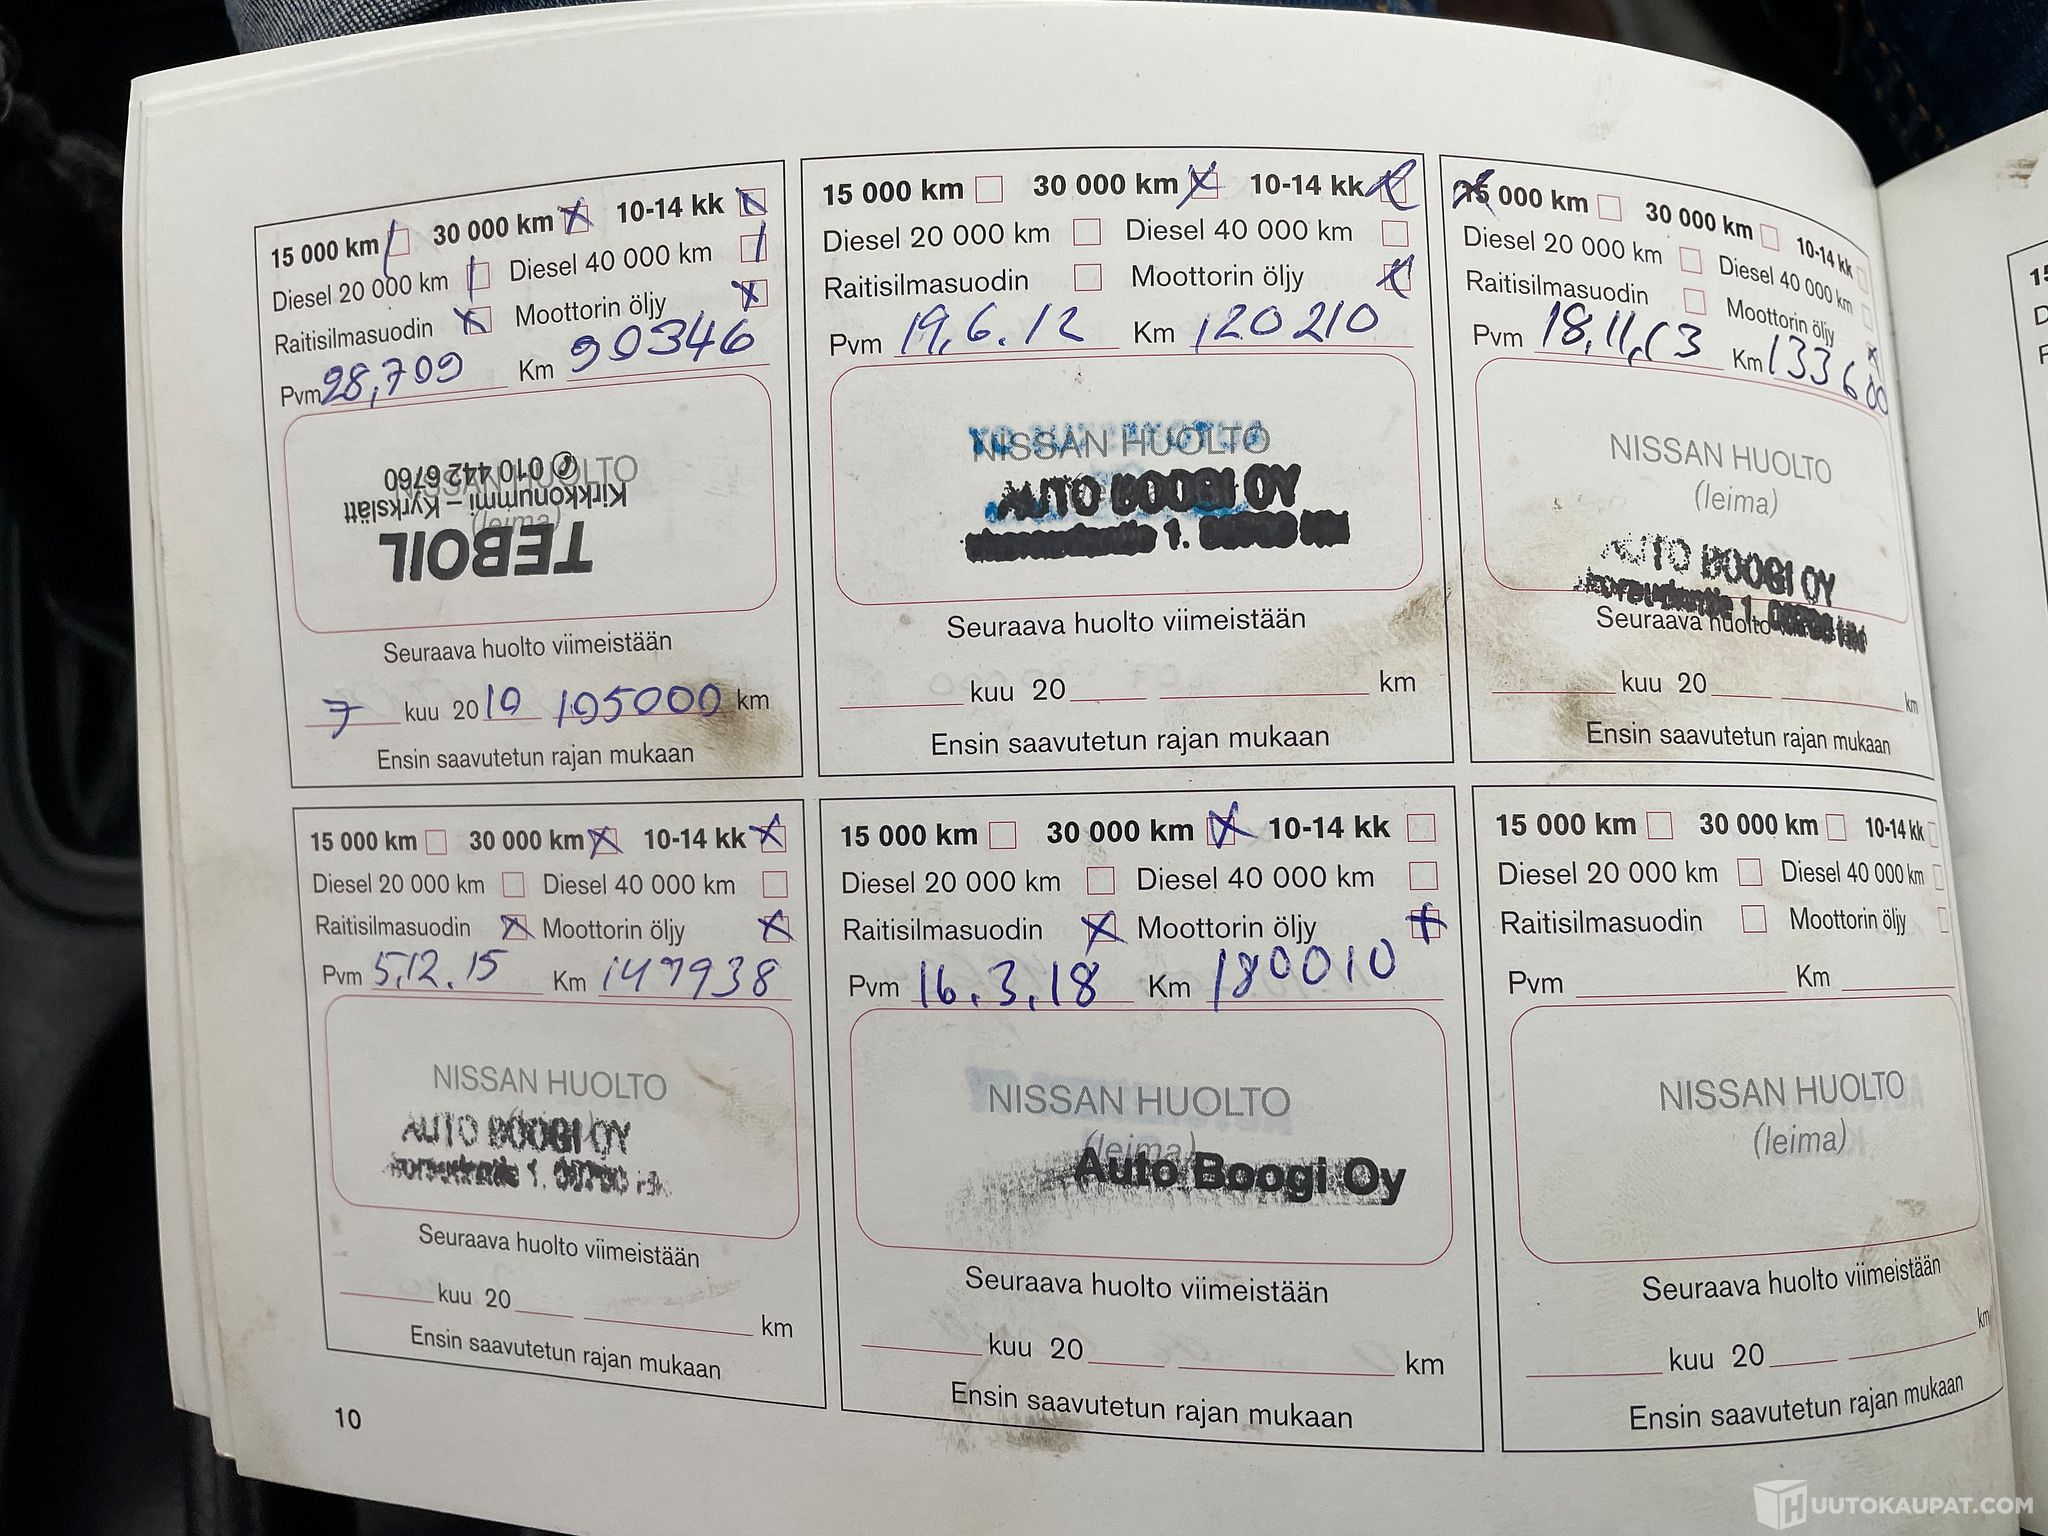 15 000 km 30 000 km 10-14 kk
Diesel 20 000 km Diesel 40 000 km
Raitisilmasuodin Moottorin öljy
Pvm 28,709 Km 90346
NISSAN HUOLTO
(leima)
TEBOIL
Kirkkonummi – Kyrkslätt
010 442 6760
Seuraava huolto viimeistään
7 kuu 2010 105000 km
Ensin saavutetun rajan mukaan
15 000 km 30 000 km 10-14 kk
Diesel 20 000 km Diesel 40 000 km
Raitisilmasuodin Moottorin öljy
Pvm 19.6.12 Km 120210
NISSAN HUOLTO
AUTO BOOGI OY
Seuraava huolto viimeistään
kuu 20 km
Ensin saavutetun rajan mukaan
15 000 km 30 000 km 10-14 kk
Diesel 20 000 km Diesel 40 000 km
Raitisilmasuodin Moottorin öljy
Pvm 18.11.13 Km 133600
NISSAN HUOLTO
(leima)
AUTO BOOGI OY
Seuraava huolto
kuu 20 km
Ensin saavutetun rajan mukaan
15 000 km 30 000 km 10-14 kk
Diesel 20 000 km Diesel 40 000 km
Raitisilmasuodin Moottorin öljy
Pvm 5.12.15 Km 147938
NISSAN HUOLTO
AUTO BOOGI OY
Seuraava huolto viimeistään
kuu 20 km
Ensin saavutetun rajan mukaan
15 000 km 30 000 km 10-14 kk
Diesel 20 000 km Diesel 40 000 km
Raitisilmasuodin Moottorin öljy
Pvm 16.3.18 Km 180010
NISSAN HUOLTO
(leima)
Auto Boogi Oy
Seuraava huolto viimeistään
kuu 20 km
Ensin saavutetun rajan mukaan
15 000 km 30 000 km 10-14 kk
Diesel 20 000 km Diesel 40 000 km
Raitisilmasuodin Moottorin öljy
Pvm Km
NISSAN HUOLTO
(leima)
Seuraava huolto viimeistään
kuu 20 km
Ensin saavutetun rajan mukaan
10
HUUTOKAUPAT.COM